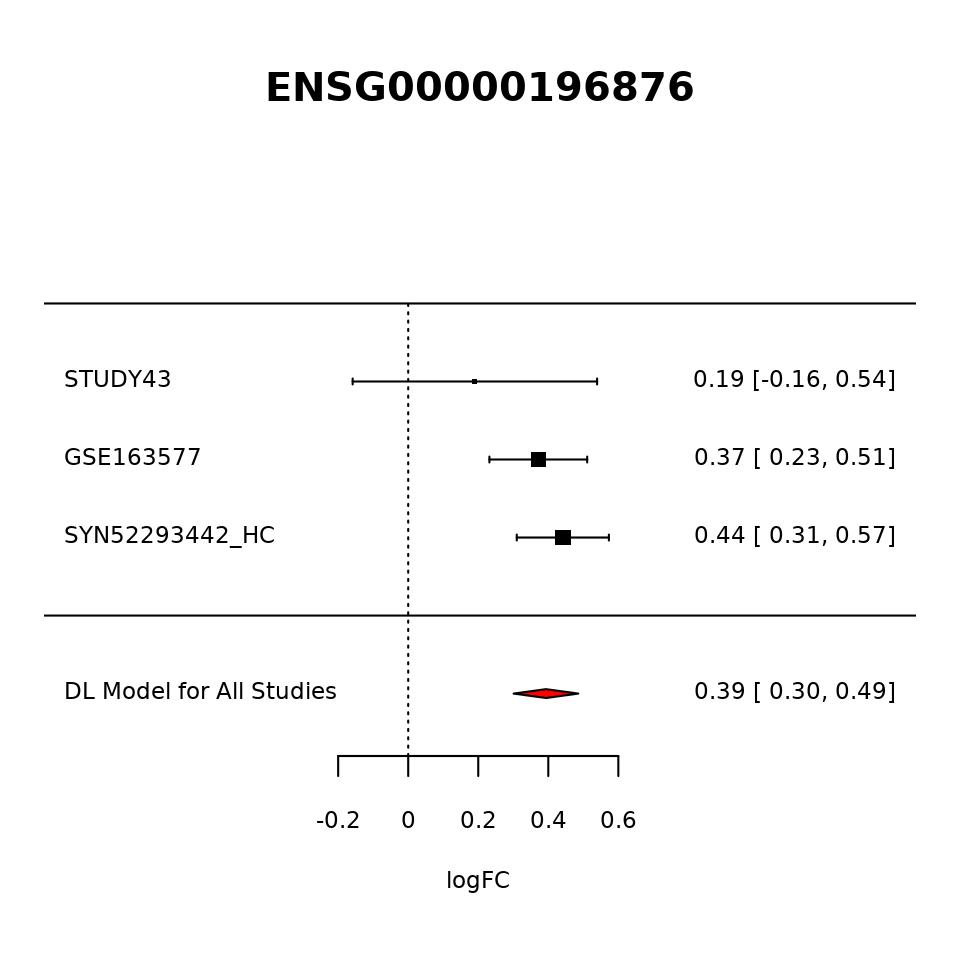 ENSG00000196876
STUDY43 0.19 [-0.16, 0.54]
GSE163577 0.37 [ 0.23, 0.51]
SYN52293442_HC 0.44 [ 0.31, 0.57]
DL Model for All Studies 0.39 [ 0.30, 0.49]
-0.2 0 0.2 0.4 0.6
logFC